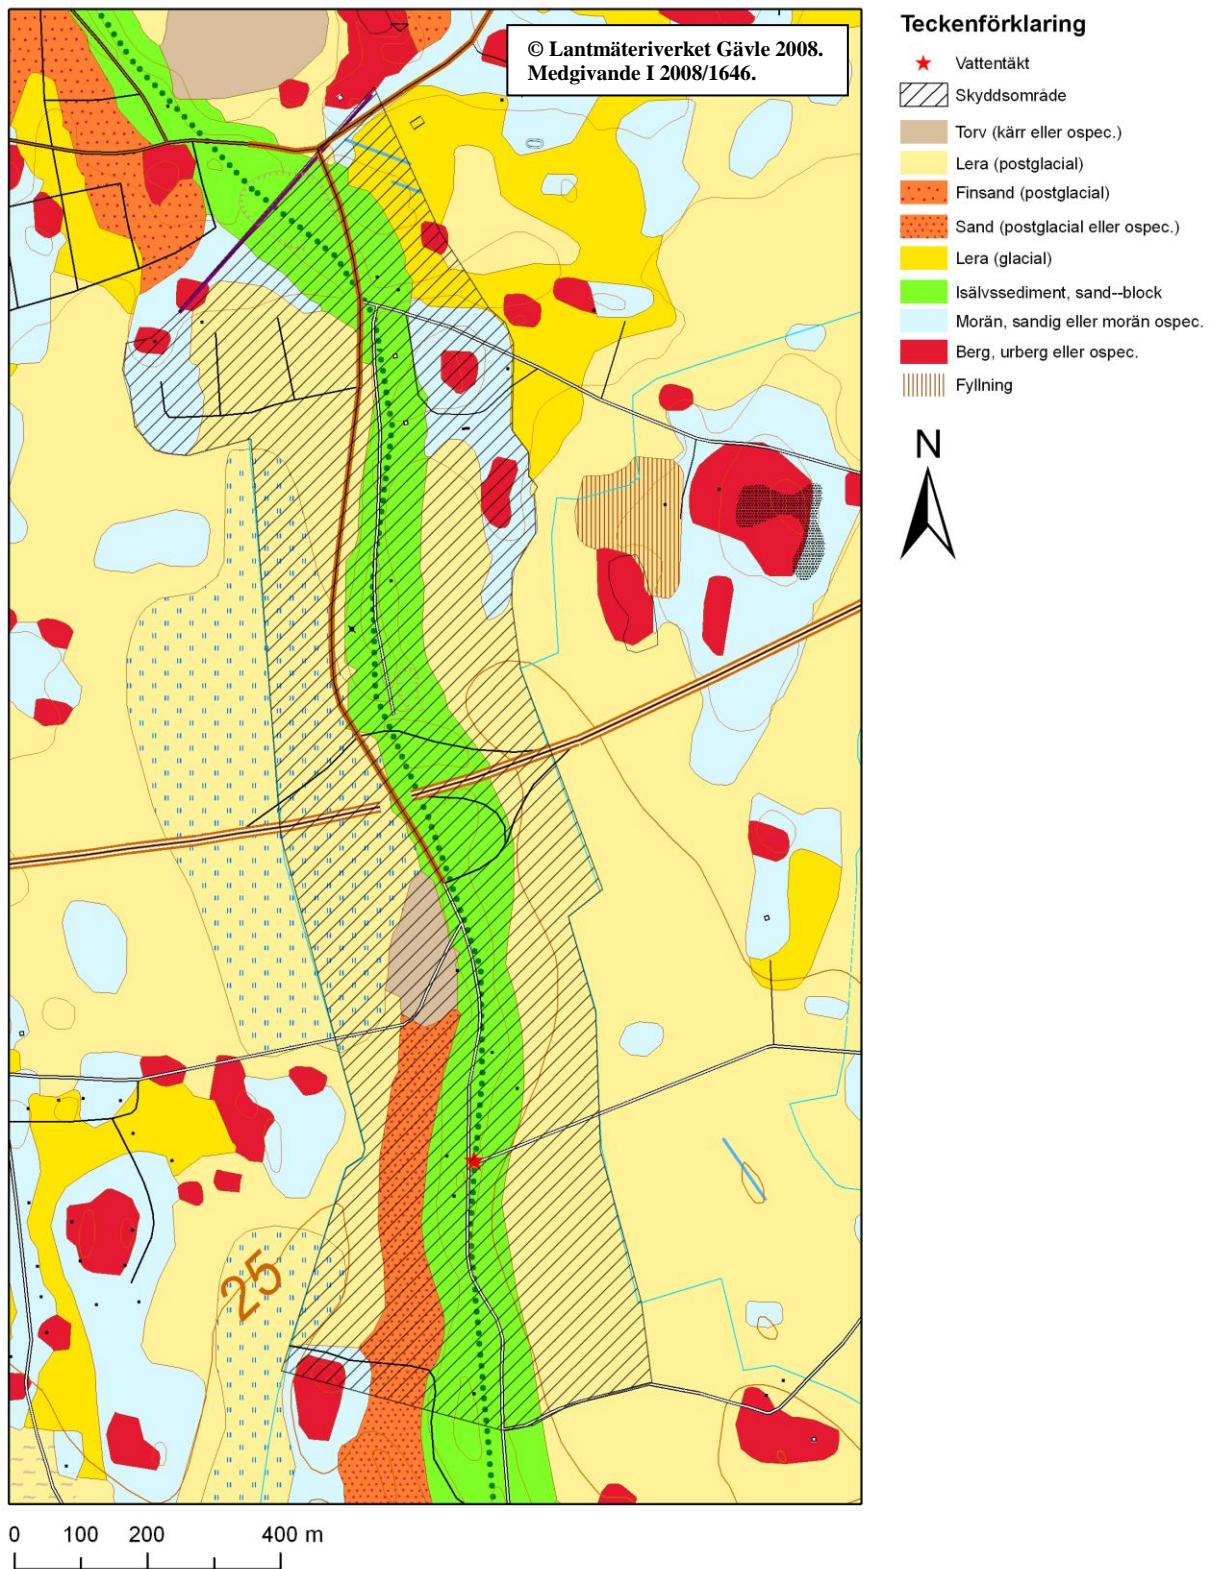 © Lantmäteriverket Gävle 2008.
Medgivande I 2008/1646.
Teckenförklaring
Vattentäkt
Skyddsområde
Torv (kärr eller ospec.)
Lera (postglacial)
Finsand (postglacial)
Sand (postglacial eller ospec.)
Lera (glacial)
Isälvssediment, sand--block
Morän, sandig eller morän ospec.
Berg, urberg eller ospec.
Fyllning
N
25
0 100 200 400 m